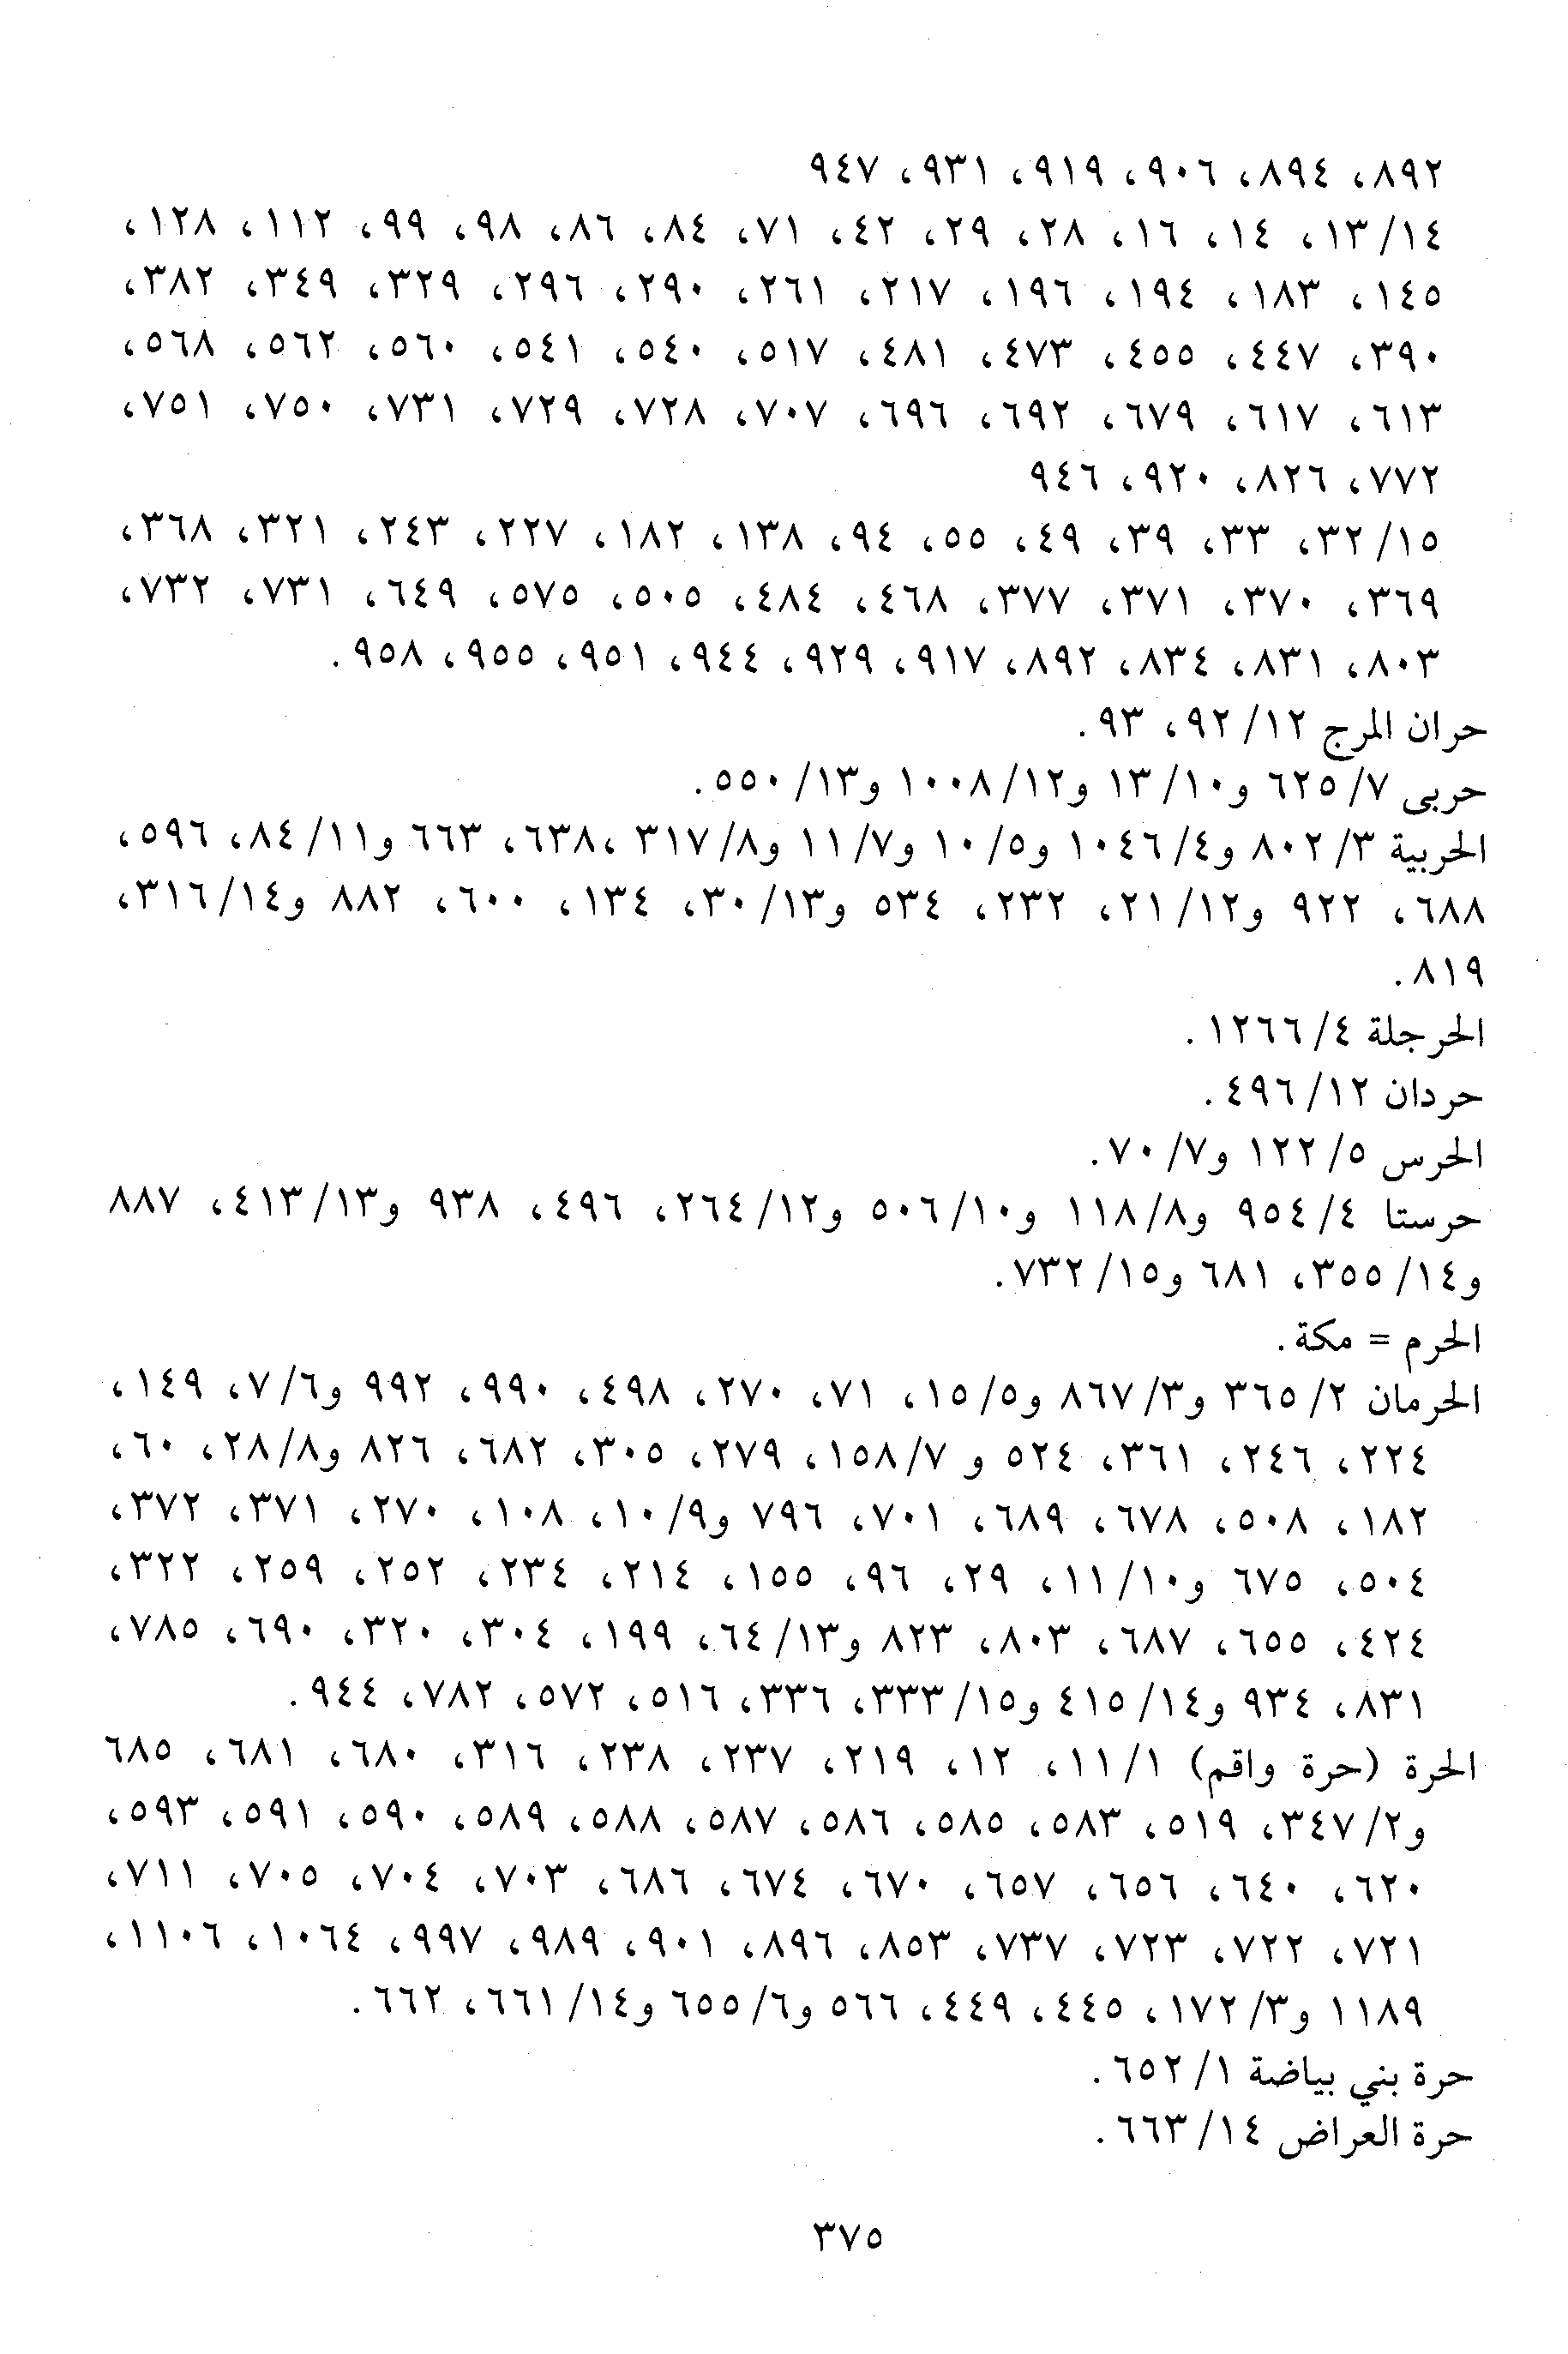 ٨٩٢، ٨٩٤، ٩٠٦، ٩١٩، ٩٣١، ٩٤٧
١٤/ ١٣، ١٤، ١٦، ٢٨، ٢٩، ٤٢، ٧١، ٨٤، ٨٦، ٩٨، ٩٩، ١١٢، ١٢٨،
١٤٥، ١٨٣، ١٩٤، ١٩٦، ٢١٧، ٢٦١، ٢٩٠، ٢٩٦، ٣٢٩، ٣٤٩، ٣٨٢،
٣٩٠، ٤٤٧، ٤٥٥، ٤٧٣، ٤٨١، ٥١٧، ٥٤٠، ٥٤١، ٥٦٠، ٥٦٢، ٥٦٨،
٦١٣، ٦١٧، ٦٧٩، ٦٩٢، ٦٩٦، ٧٠٧، ٧٢٨، ٧٢٩، ٧٣١، ٧٥٠، ٧٥١،
٧٧٢، ٨٢٦، ٩٢٠، ٩٤٦
١٥/ ٣٢، ٣٣، ٣٩، ٤٩، ٥٥، ٩٤، ١٣٨، ١٨٢، ٢٢٧، ٢٤٣، ٣٢١، ٣٦٨،
٣٦٩، ٣٧٠، ٣٧١، ٣٧٧، ٤٦٨، ٤٨٤، ٥٠٥، ٥٧٥، ٦٤٩، ٧٣١، ٧٣٢،
٨٠٣، ٨٣١، ٨٣٤، ٨٩٢، ٩١٧، ٩٢٩، ٩٤٤، ٩٥١، ٩٥٥، ٩٥٨.
حران المرج ١٢/ ٩٢، ٩٣.
حربى ٧/ ٦٢٥ و١٠/ ١٣ و١٢/ ١٠٠٨ و١٣/ ٥٥٠.
الحربية ٣/ ٨٠٢ و٤/ ١٠٤٦ و٥/ ١٠ و٧/ ١١ و٨/ ٣١٧ ،٦٣٨، ٦٦٣ و١١/ ٨٤، ٥٩٦،
٦٨٨، ٩٢٢ و١٢/ ٢١، ٢٣٢، ٥٣٤ و١٣/ ٣٠، ١٣٤، ٦٠٠، ٨٨٢ و١٤/ ٣١٦،
٨١٩.
الحرجلة ٤/ ١٢٦٦.
حردان ١٢/ ٤٩٦.
الحرس ٥/ ١٢٢ و٧/ ٧٠.
حرستا ٤/ ٩٥٤ و٨/ ١١٨ و١٠/ ٥٠٦ و١٢/ ٢٦٤، ٤٩٦، ٩٣٨ و١٣/ ٤١٣، ٨٨٧
و١٤/ ٣٥٥، ٦٨١ و١٥/ ٧٣٢.
الحرم = مكة.
الحرمان ٢/ ٣٦٥ و٣/ ٨٦٧ و٥/ ١٥، ٧١، ٢٧٠، ٤٩٨، ٩٩٠، ٩٩٢ و٦/ ٧، ١٤٩،
٢٢٤، ٢٤٦، ٣٦١، ٥٢٤ و ٧/ ١٥٨، ٢٧٩، ٣٠٥، ٦٨٢، ٨٢٦ و٨/ ٢٨، ٦٠،
١٨٢، ٥٠٨، ٦٧٨، ٦٨٩، ٧٠١، ٧٩٦ و٩/ ١٠، ١٠٨، ٢٧٠، ٣٧١، ٣٧٢،
٥٠٤، ٦٧٥ و١٠/ ١١، ٢٩، ٩٦، ١٥٥، ٢١٤، ٢٣٤، ٢٥٢، ٢٥٩، ٣٢٢،
٤٢٤، ٦٥٥، ٦٨٧، ٨٠٣، ٨٢٣ و١٣/ ٦٤، ١٩٩، ٣٠٤، ٣٢٠، ٦٩٠، ٧٨٥،
٨٣١، ٩٣٤ و١٤/ ٤١٥ و١٥/ ٣٣٣، ٣٣٦، ٥١٦، ٥٧٢، ٧٨٢، ٩٤٤.
الحرة (حرة واقم) ١/ ١١، ١٢، ٢١٩، ٢٣٧، ٢٣٨، ٣١٦، ٦٨٠، ٦٨١، ٦٨٥
و٢/ ٣٤٧، ٥١٩، ٥٨٣، ٥٨٥، ٥٨٦، ٥٨٧، ٥٨٨، ٥٨٩، ٥٩٠، ٥٩١، ٥٩٣،
٦٢٠، ٦٤٠، ٦٥٦، ٦٥٧، ٦٧٠، ٦٧٤، ٦٨٦، ٧٠٣، ٧٠٤، ٧٠٥، ٧١١،
٧٢١، ٧٢٢، ٧٢٣، ٧٣٧، ٨٥٣، ٨٩٦، ٩٠١، ٩٨٩، ٩٩٧، ١٠٦٤، ١١٠٦،
١١٨٩ و٣/ ١٧٢، ٤٤٥، ٤٤٩، ٥٦٦ و٦/ ٦٥٥ و١٤/ ٦٦١، ٦٦٢.
حرة بني بياضة ١/ ٦٥٢.
حرة العراض ١٤/ ٦٦٣.
٣٧٥